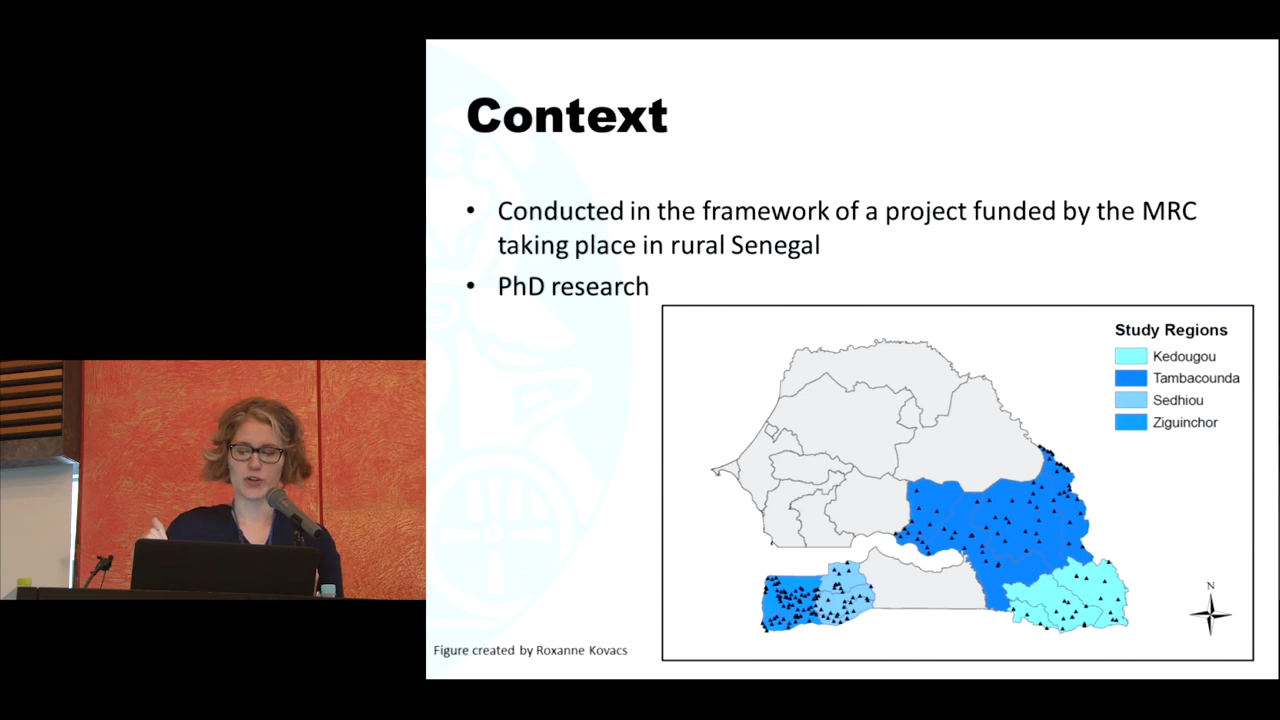 Context
• Conducted in the framework of a project funded by the MRC
taking place in rural Senegal
• PhD research
Study Regions
Kedougou
Tambacounda
Sedhiou
Ziguinchor
N
Figure created by Roxanne Kovacs